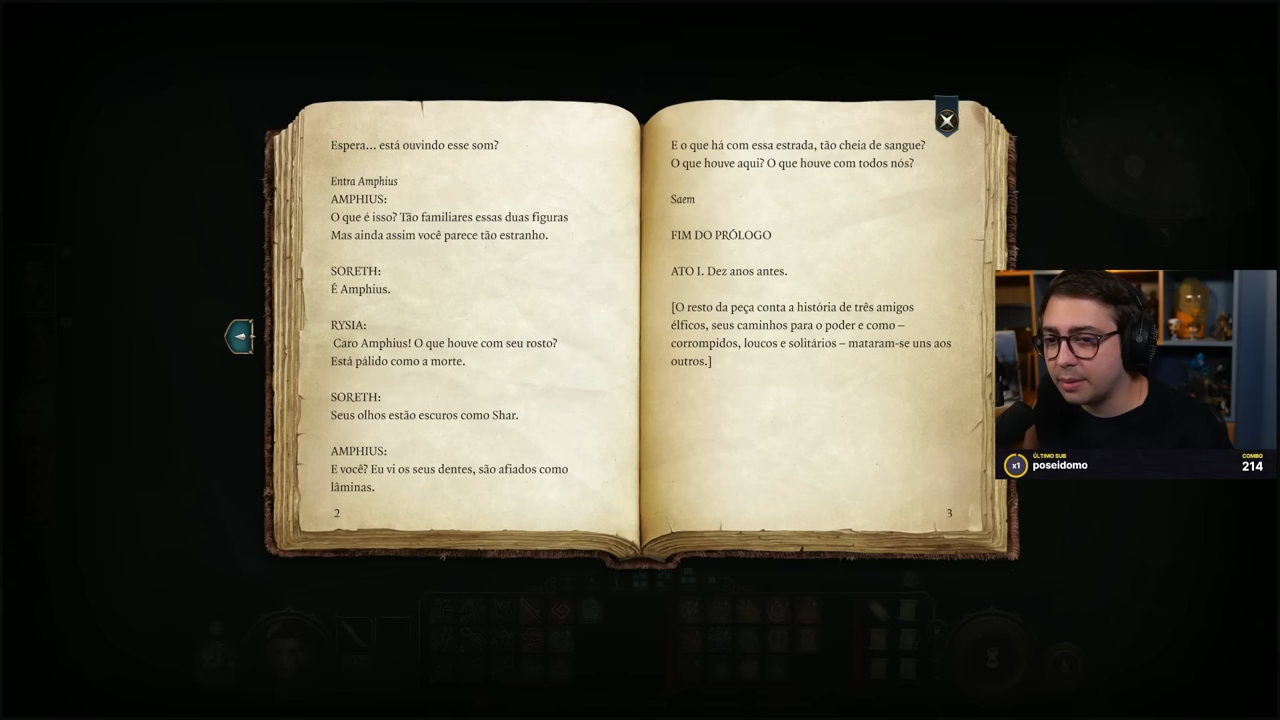 Espera... está ouvindo esse som?
Entra Amphius
AMPHIUS:
O que é isso? Tão familiares essas duas figuras
Mas ainda assim você parece tão estranho.
SORETH:
É Amphius.
RYSIA:
Caro Amphius! O que houve com seu rosto?
Está pálido como a morte.
SORETH:
Seus olhos estão escuros como Shar.
AMPHIUS:
E você? Eu vi os seus dentes, são afiados como
lâminas.
2
E o que há com essa estrada, tão cheia de sangue?
O que houve aqui? O que houve com todos nós?
Saem
FIM DO PRÓLOGO
ATO I. Dez anos antes.
[O resto da peça conta a história de três amigos
élficos, seus caminhos para o poder e como –
corrompidos, loucos e solitários – mataram-se uns aos
outros.]
3
x1
ÚLTIMO SUB
poseidomo
COMBO
214